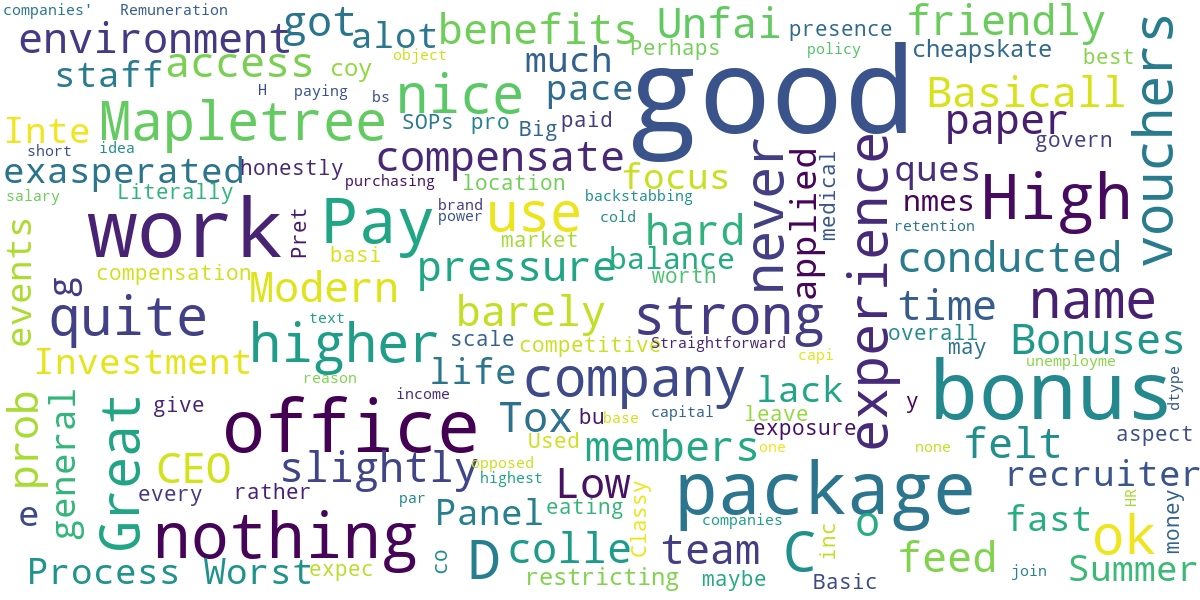 companies' Remuneration
environment
got
alot
benefits
Unfai
presence
friendly
staff
access
coy
object
much
Perhaps
policy
cheapskate
best
vouchers
H paying bs
nice
pace
good
Basicall
Inte
Mapletree
SOPs pro Big paid
paper
govern
short idea
exasperated
honestly
compensate
focus
never
applied
medical
experience
ques
High
salary
Literally
purchasing
location
backstabbing
nmes
retention
work
Pret
Pay
brand
power
use
cold
hard
conducted
events
compensation
basi
pressure
market
balance
worth
g
Modern
quite
text
higher
barely
strong
time
name
scale
competitive
Straightforward
overall
may
Bonuses
Investment
reason
life
company
capi
unemployme
dtype
prob
general
Great
give
income
lack
bonus
office
Tox
bu
base
capital
leave
exposure
y
felt
aspect
CEO
slightly
Used
members
one
none
opposed
highest
recruiter
e
every
rather
par
Low
package
HR
money
nothing
Panel
eating
classy
companies
o
fast
ok
Process Worst
expec
co
D
colle
restricting
team
maybe
C
inc
Basic
feed
join
Summer